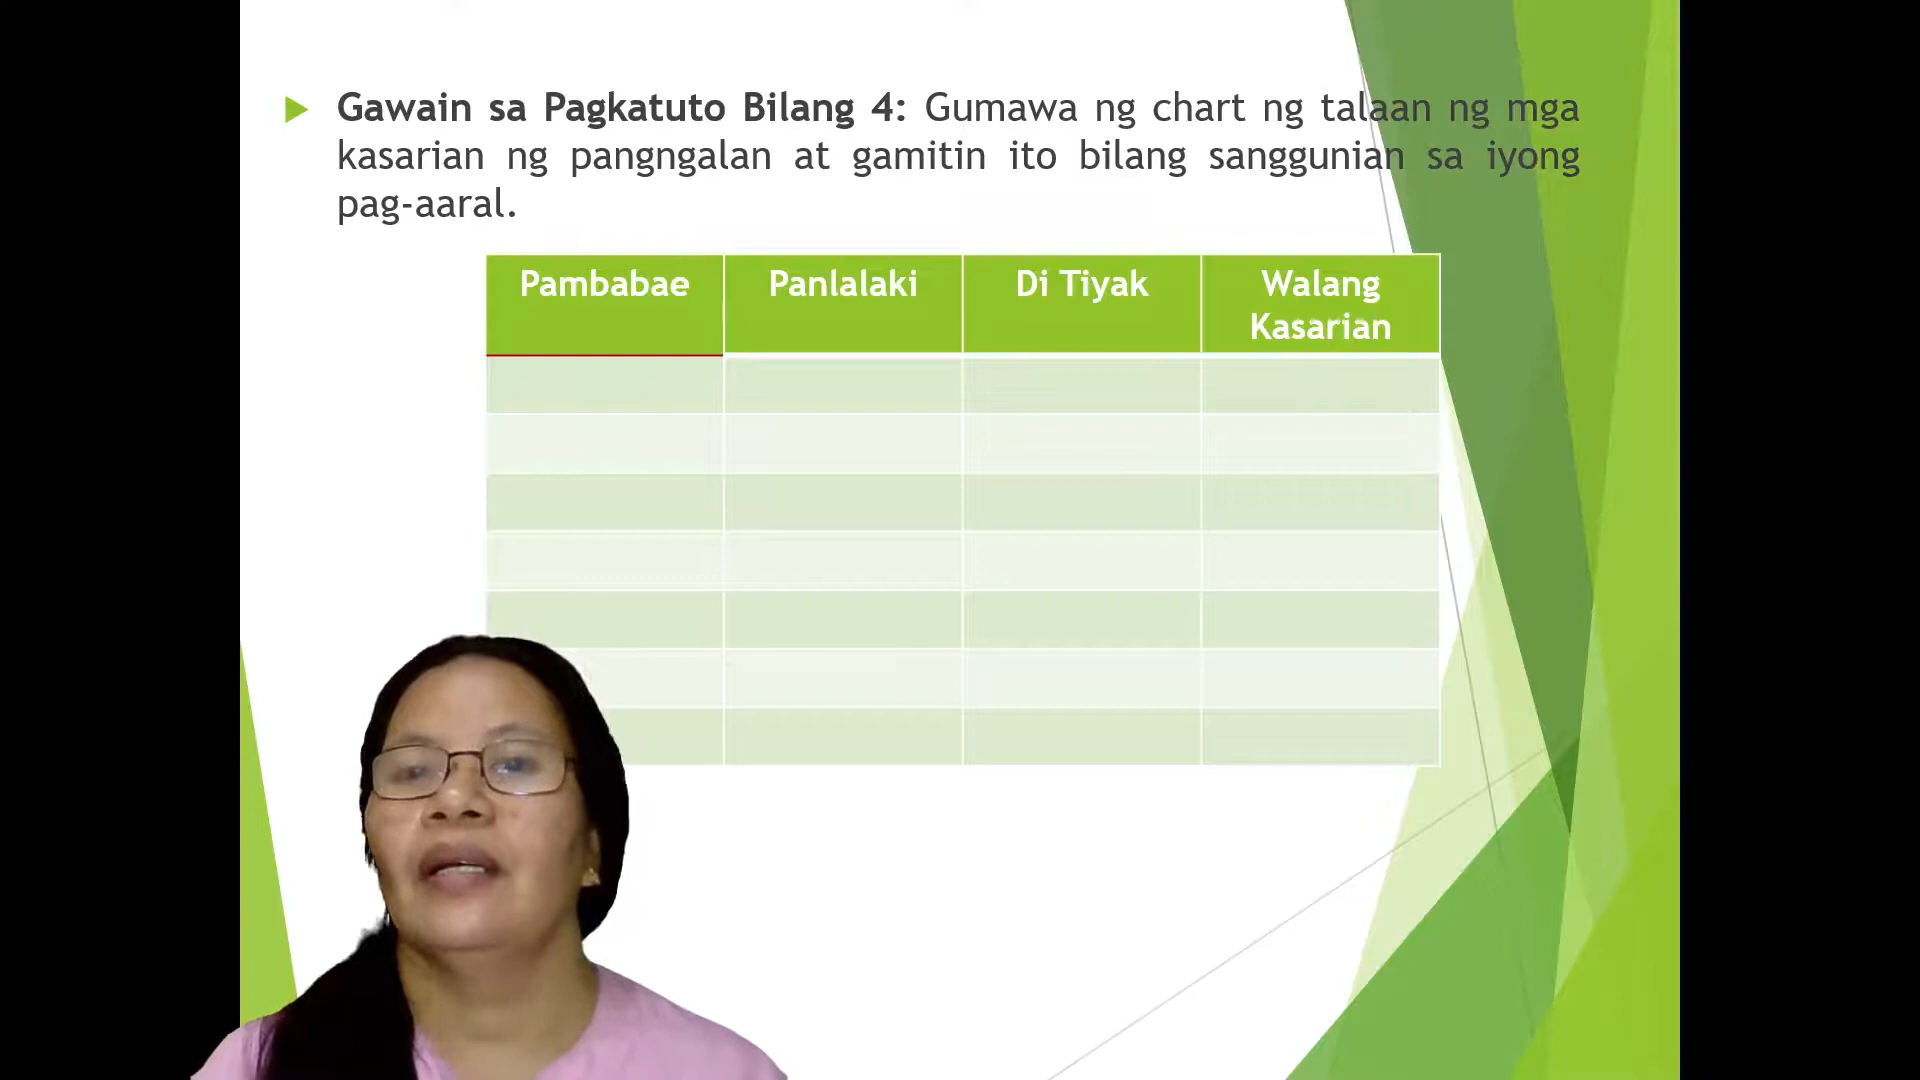 Gawain sa Pagkatuto Bilang 4: Gumawa ng chart ng talaan ng mga
kasarian ng pangngalan at gamitin ito bilang sanggunian sa iyong
pag-aaral.
Pambabae
Panlalaki
Di Tiyak
Walang
Kasarian